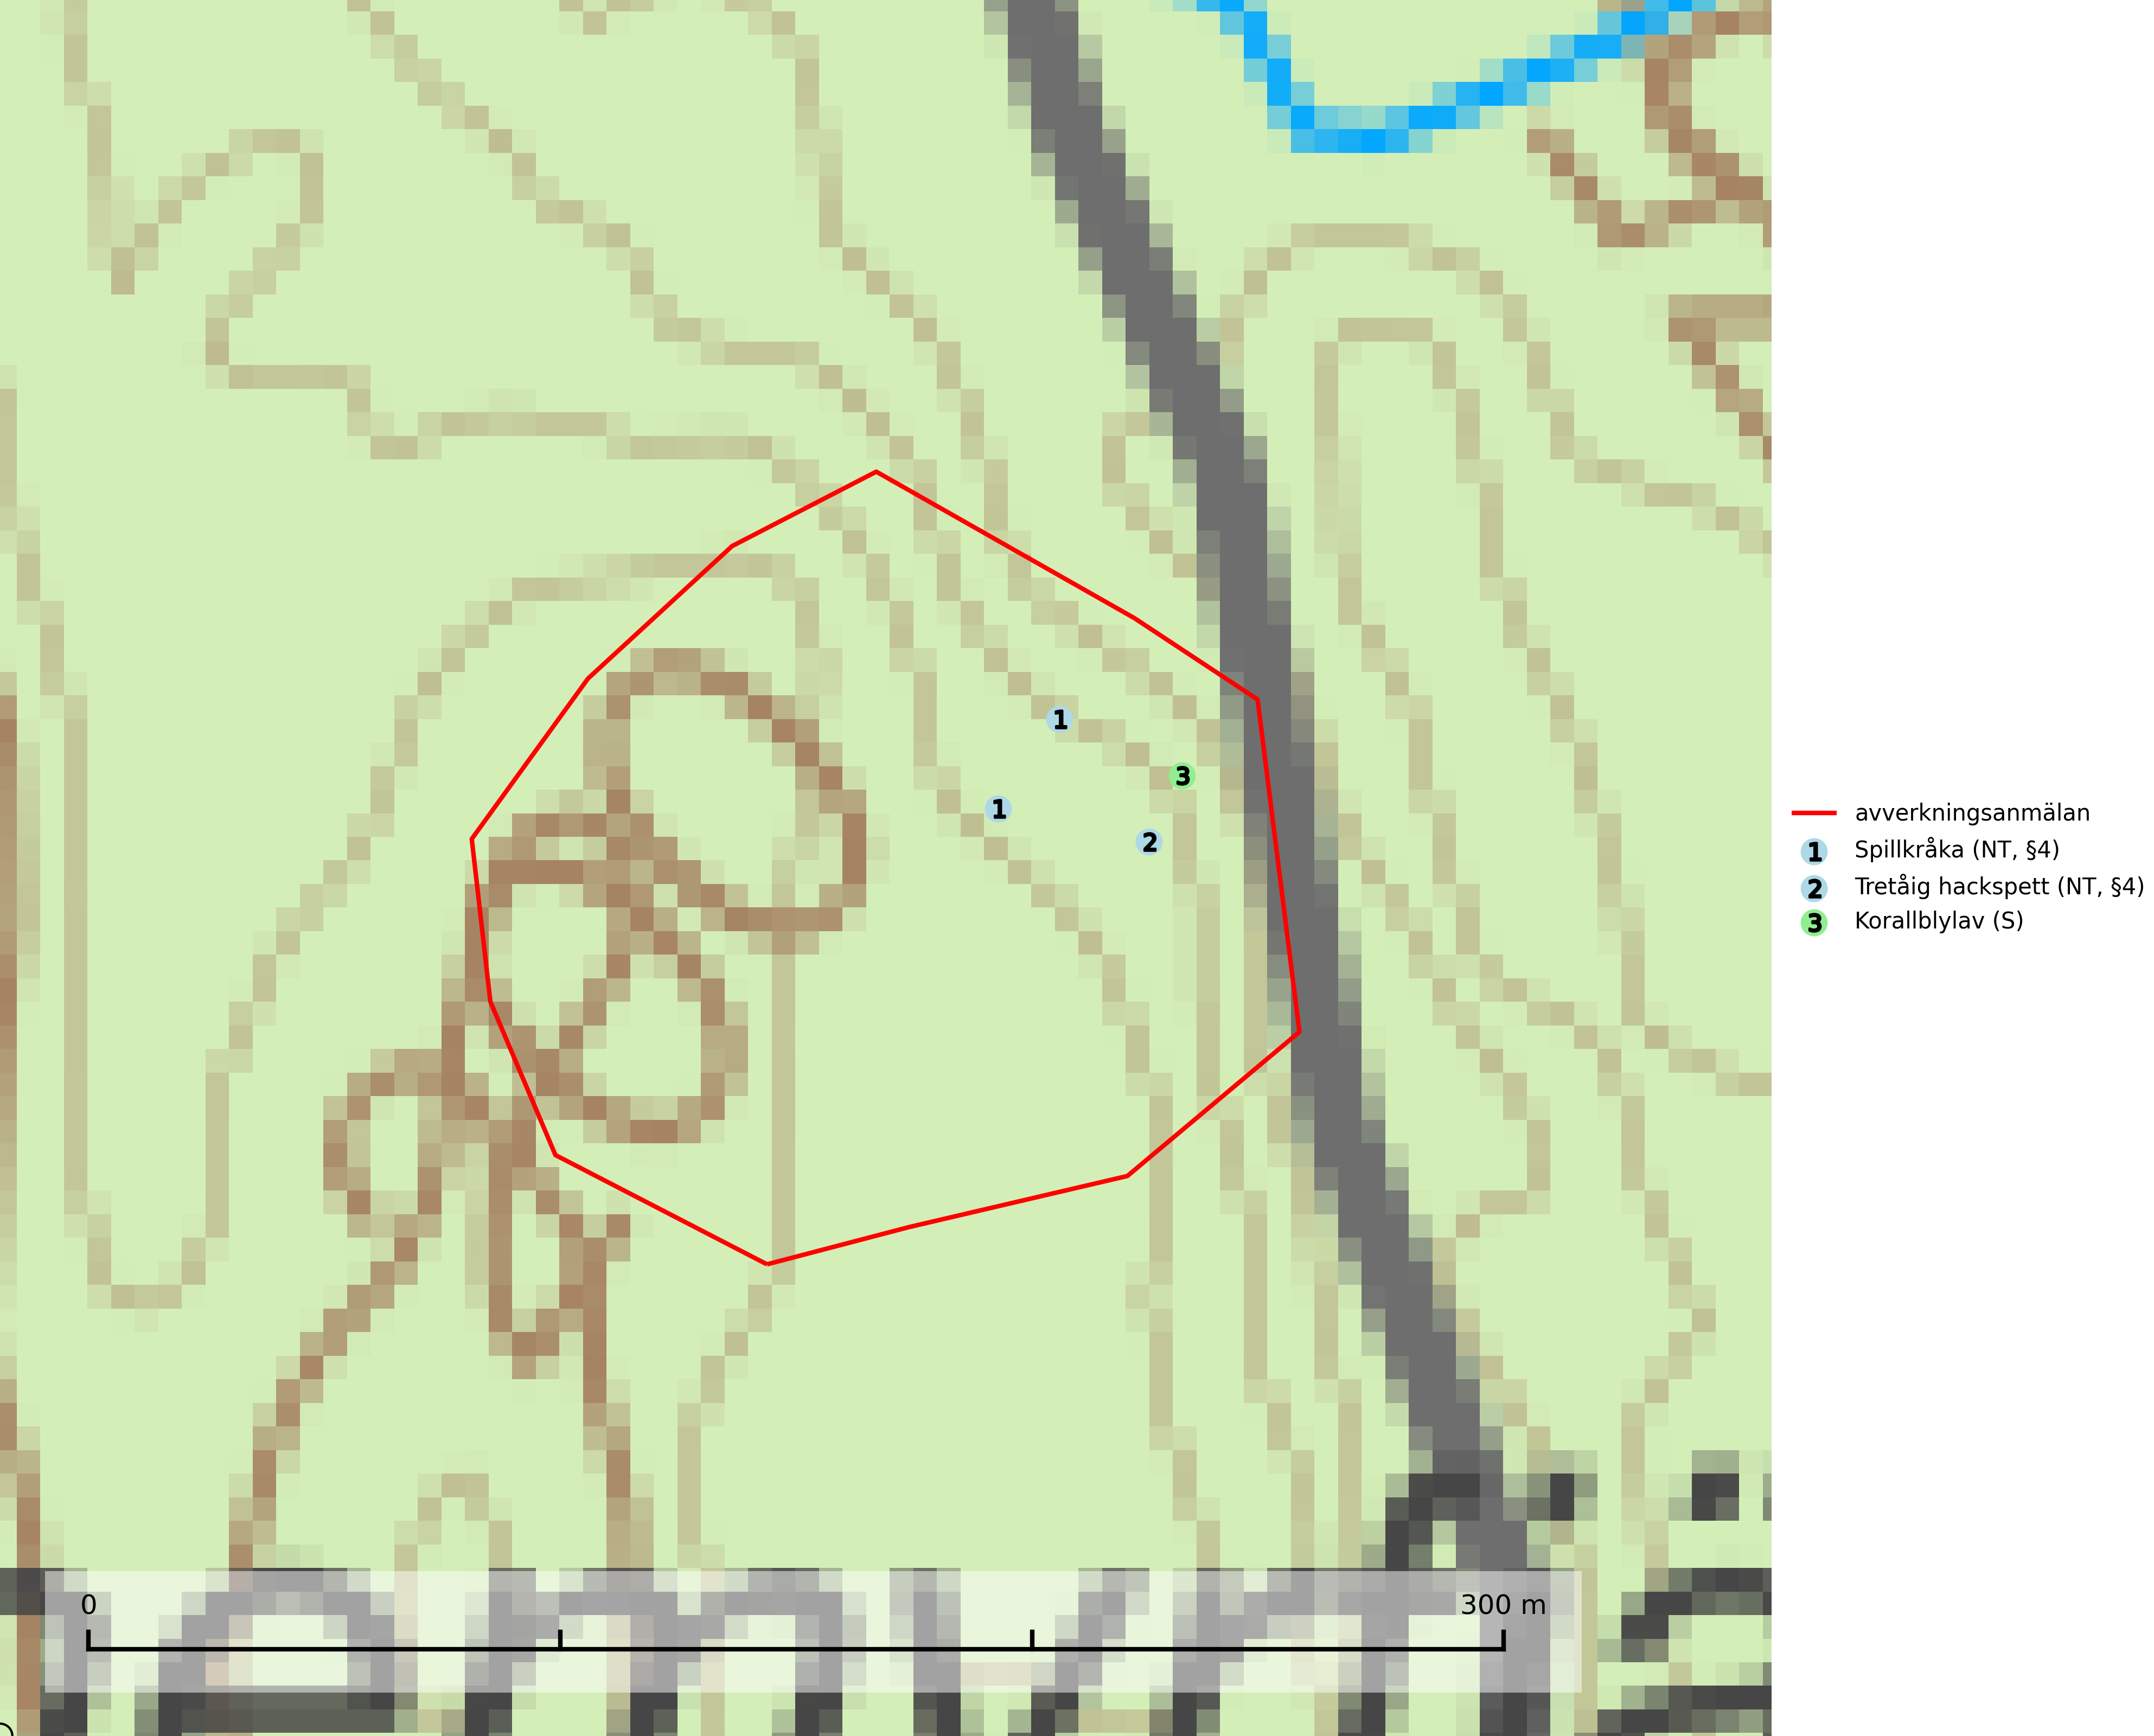 1
3
1
2
avverkningsanmälan
1 Spillkråka (NT, §4)
2 Tretåig hackspett (NT, §4)
3 Korallblylav (S)
0 300 m